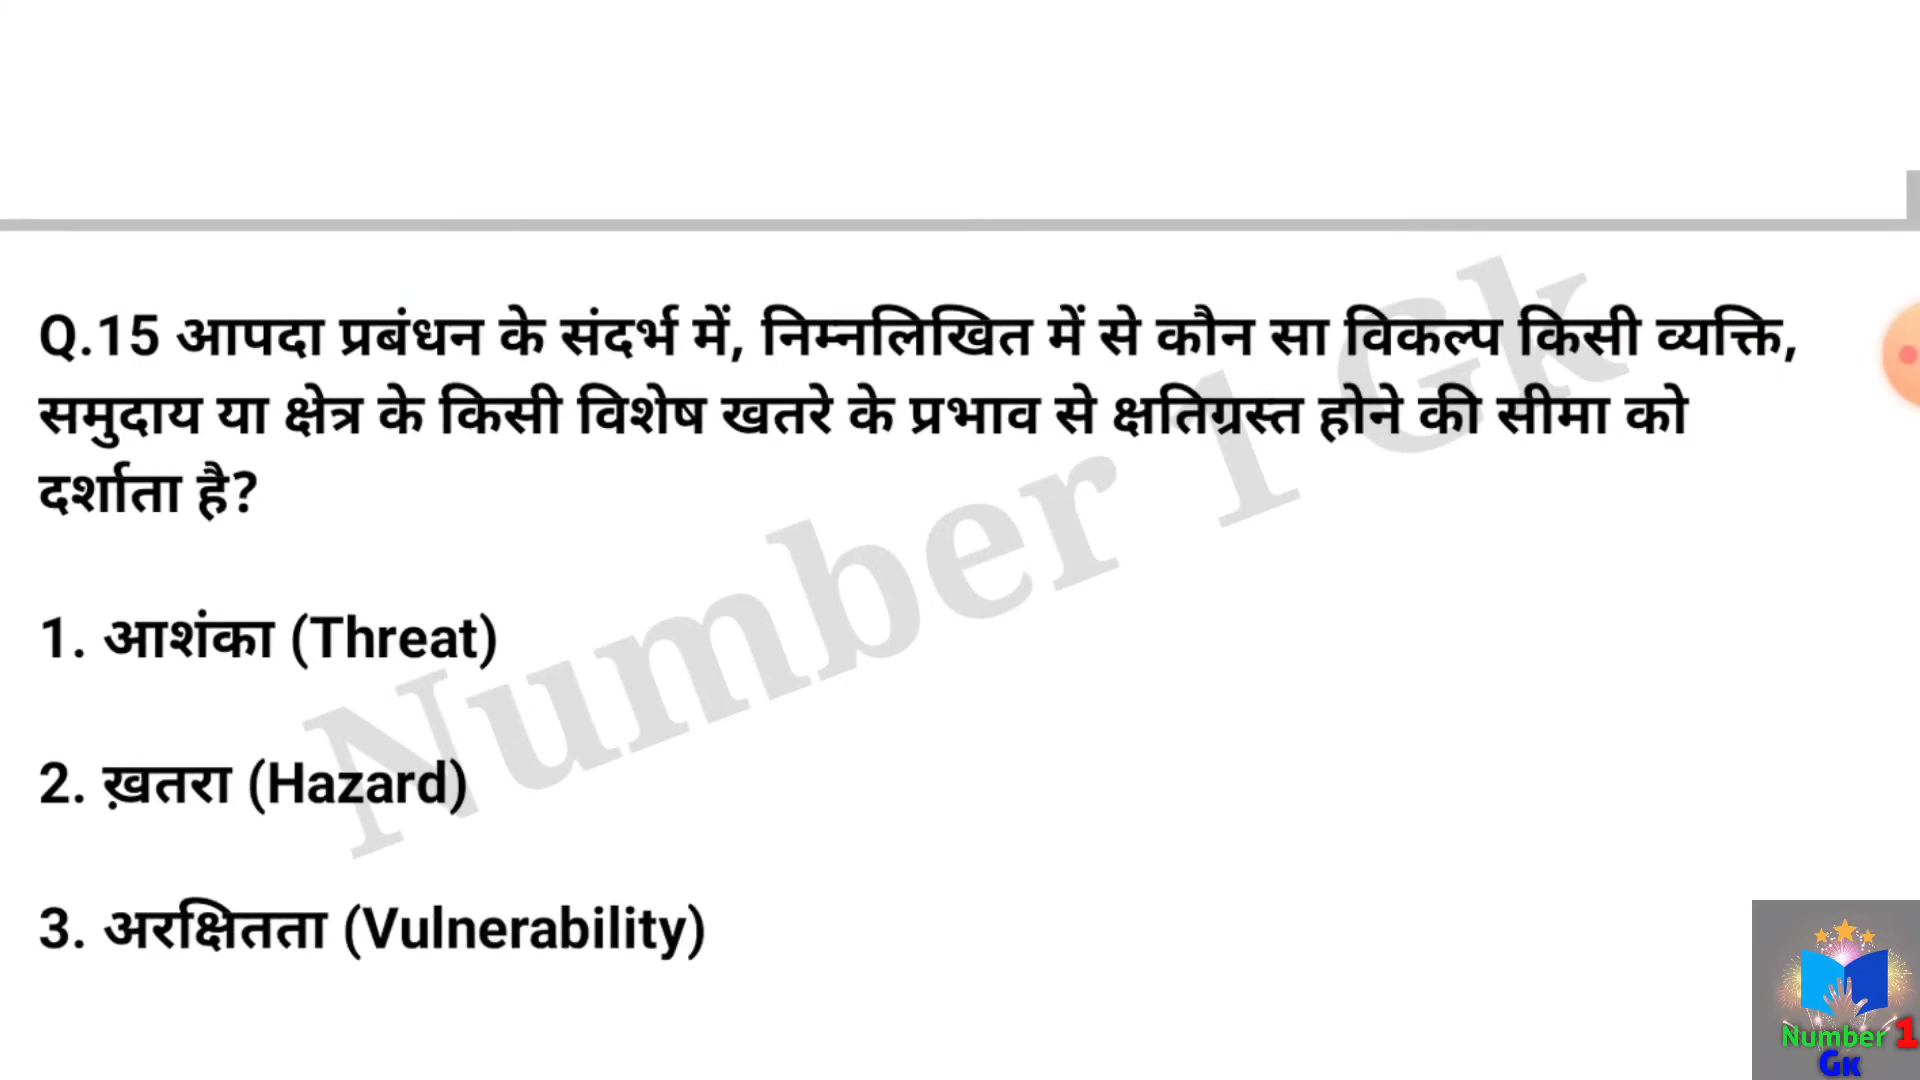 Q.15 आपदा प्रबंधन के संदर्भ में, निम्नलिखित में से कौन सा विकल्प किसी व्यक्ति,
समुदाय या क्षेत्र के किसी विशेष खतरे के प्रभाव से क्षतिग्रस्त होने की सीमा को
दर्शाता है?
Number 1 Gk
1. आशंका (Threat)
2. ख़तरा (Hazard)
3. अरक्षितता (Vulnerability)
Number 1
GK